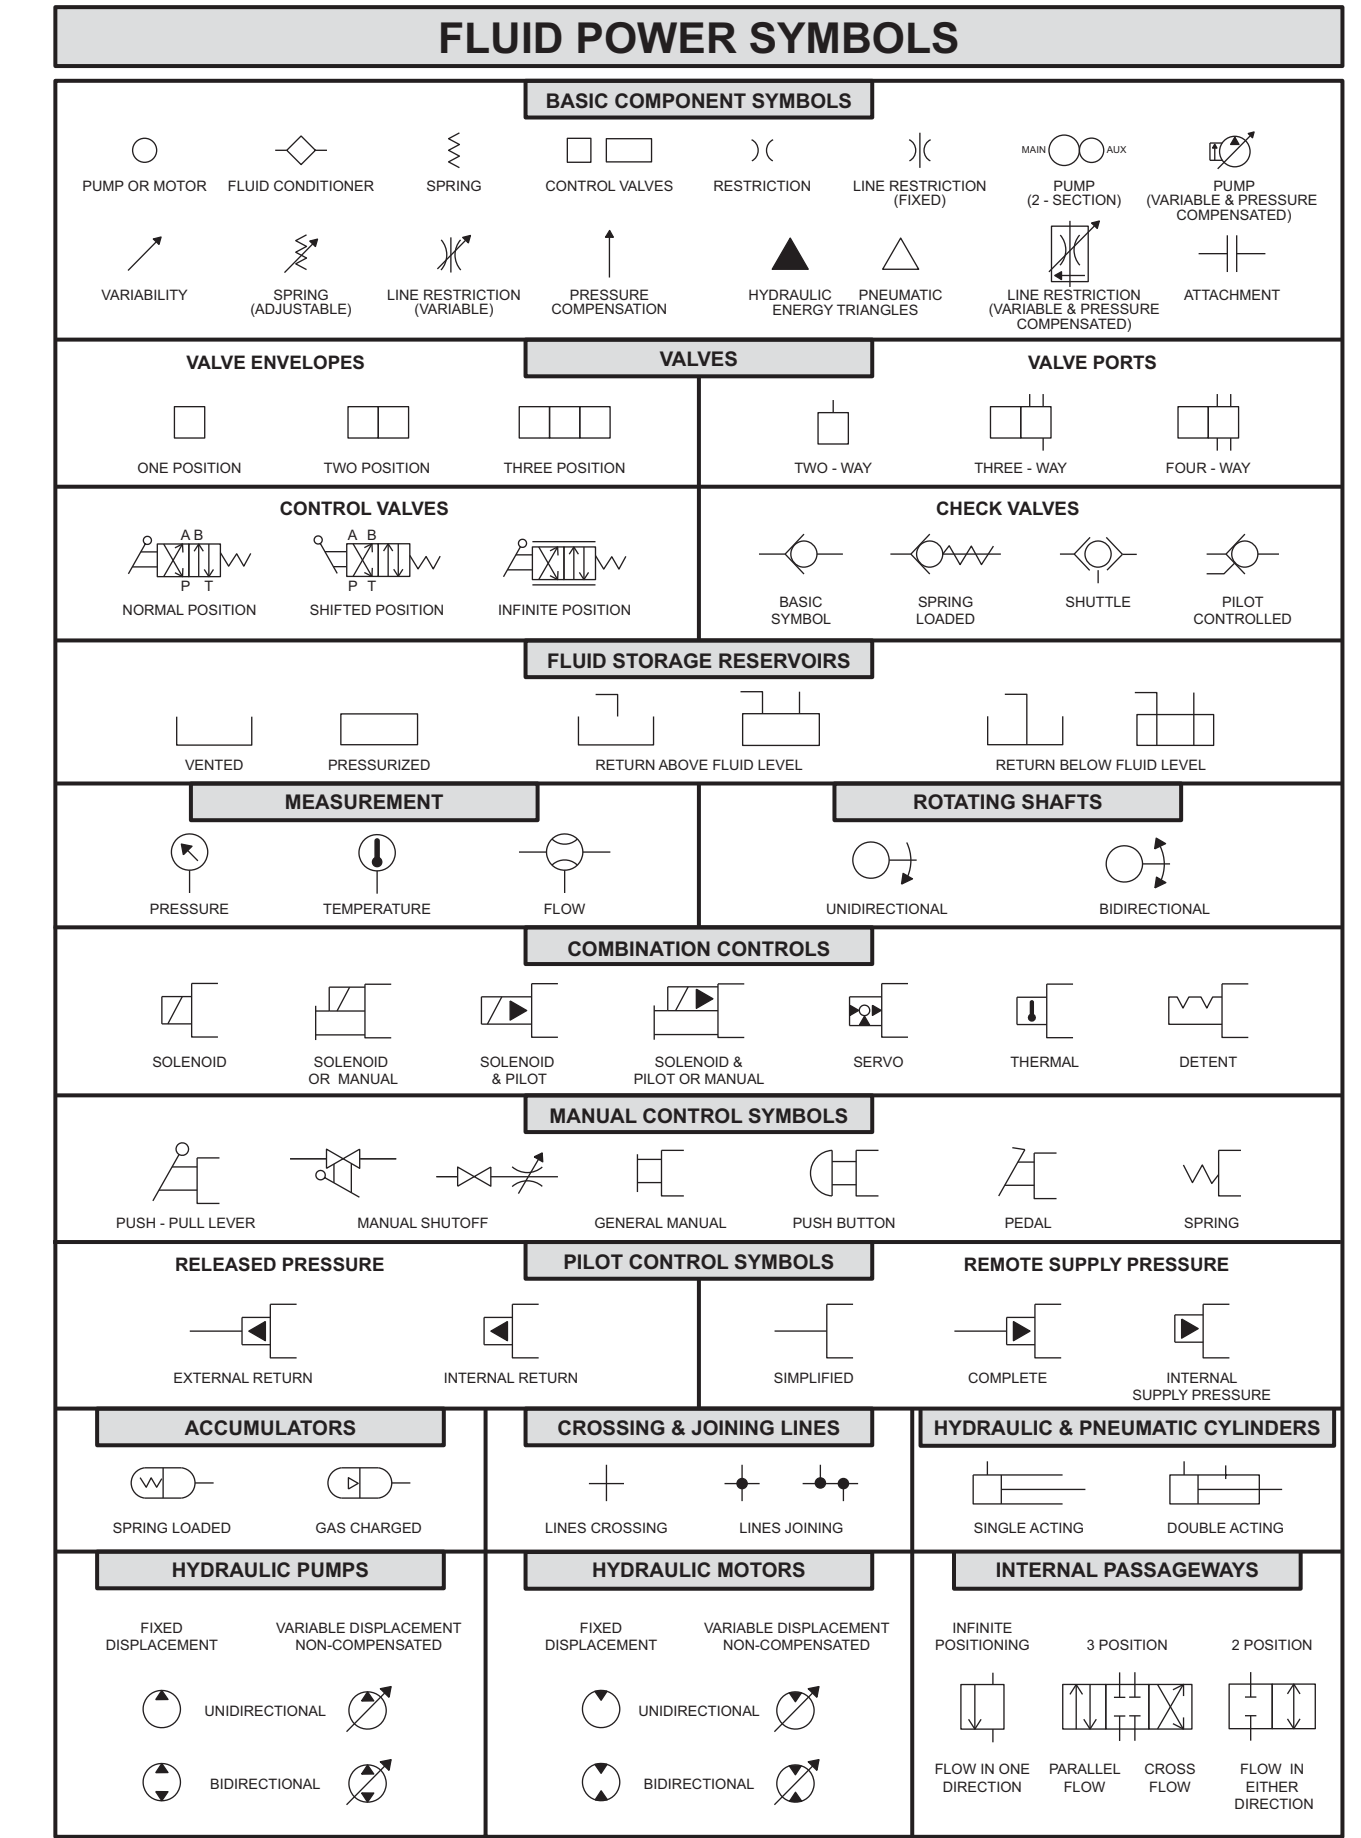 FLUID POWER SYMBOLS
BASIC COMPONENT SYMBOLS
PUMP OR MOTOR
FLUID CONDITIONER
SPRING
CONTROL VALVES
RESTRICTION
LINE RESTRICTION
(FIXED)
MAIN
AUX
PUMP
(2 - SECTION)
PUMP
(VARIABLE & PRESSURE
COMPENSATED)
VARIABILITY
SPRING
(ADJUSTABLE)
LINE RESTRICTION
(VARIABLE)
PRESSURE
COMPENSATION
HYDRAULIC PNEUMATIC
ENERGY TRIANGLES
LINE RESTRICTION
(VARIABLE & PRESSURE
COMPENSATED)
ATTACHMENT
VALVES
VALVE ENVELOPES
ONE POSITION
TWO POSITION
THREE POSITION
VALVE PORTS
TWO - WAY
THREE - WAY
FOUR - WAY
CONTROL VALVES
A B
P T
NORMAL POSITION
A B
P T
SHIFTED POSITION
INFINITE POSITION
CHECK VALVES
BASIC
SYMBOL
SPRING
LOADED
SHUTTLE
PILOT
CONTROLLED
FLUID STORAGE RESERVOIRS
VENTED
PRESSURIZED
RETURN ABOVE FLUID LEVEL
RETURN BELOW FLUID LEVEL
MEASUREMENT
PRESSURE
TEMPERATURE
FLOW
ROTATING SHAFTS
UNIDIRECTIONAL
BIDIRECTIONAL
COMBINATION CONTROLS
SOLENOID
SOLENOID
OR MANUAL
SOLENOID
& PILOT
SOLENOID &
PILOT OR MANUAL
SERVO
THERMAL
DETENT
MANUAL CONTROL SYMBOLS
PUSH - PULL LEVER
MANUAL SHUTOFF
GENERAL MANUAL
PUSH BUTTON
PEDAL
SPRING
PILOT CONTROL SYMBOLS
RELEASED PRESSURE
EXTERNAL RETURN
INTERNAL RETURN
REMOTE SUPPLY PRESSURE
SIMPLIFIED
COMPLETE
INTERNAL
SUPPLY PRESSURE
ACCUMULATORS
SPRING LOADED
GAS CHARGED
CROSSING & JOINING LINES
LINES CROSSING
LINES JOINING
HYDRAULIC & PNEUMATIC CYLINDERS
SINGLE ACTING
DOUBLE ACTING
HYDRAULIC PUMPS
FIXED
DISPLACEMENT
VARIABLE DISPLACEMENT
NON-COMPENSATED
UNIDIRECTIONAL
BIDIRECTIONAL
HYDRAULIC MOTORS
FIXED
DISPLACEMENT
VARIABLE DISPLACEMENT
NON-COMPENSATED
UNIDIRECTIONAL
BIDIRECTIONAL
INTERNAL PASSAGEWAYS
INFINITE
POSITIONING
3 POSITION
2 POSITION
FLOW IN ONE
DIRECTION
PARALLEL
FLOW
CROSS
FLOW
FLOW IN
EITHER
DIRECTION